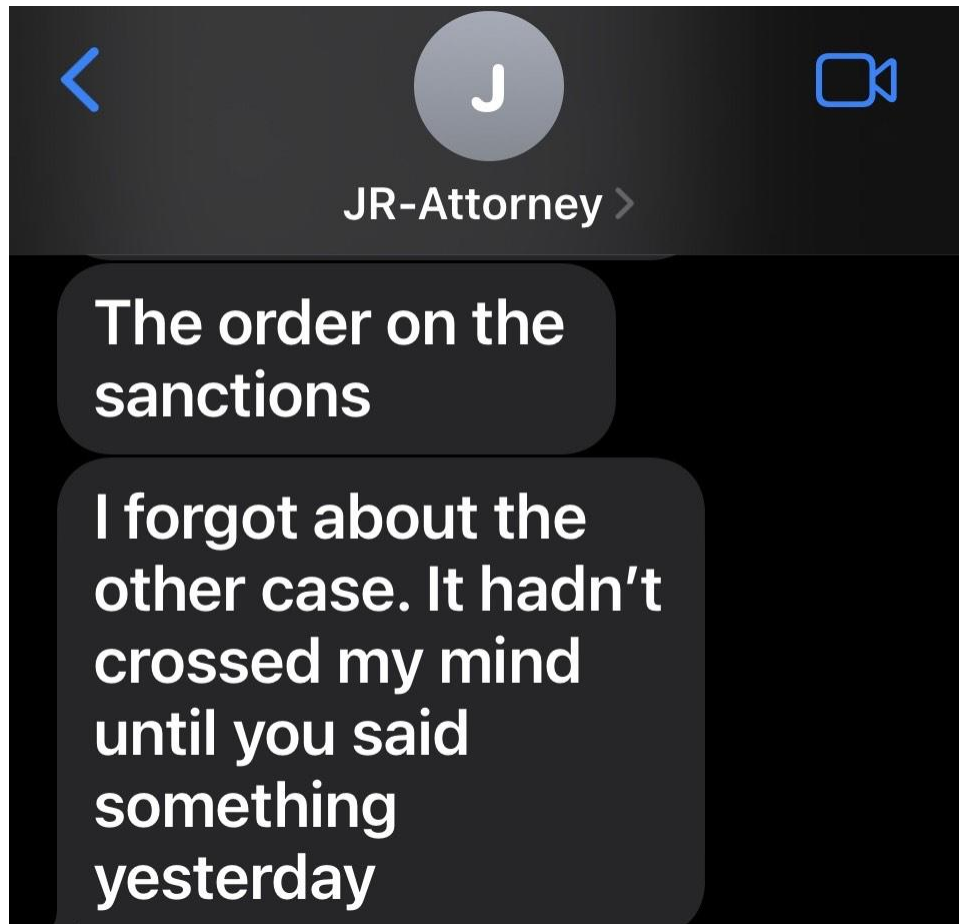 J
JR-Attorney
The order on the
sanctions
I forgot about the
other case. It hadn’t
crossed my mind
until you said
something
yesterday